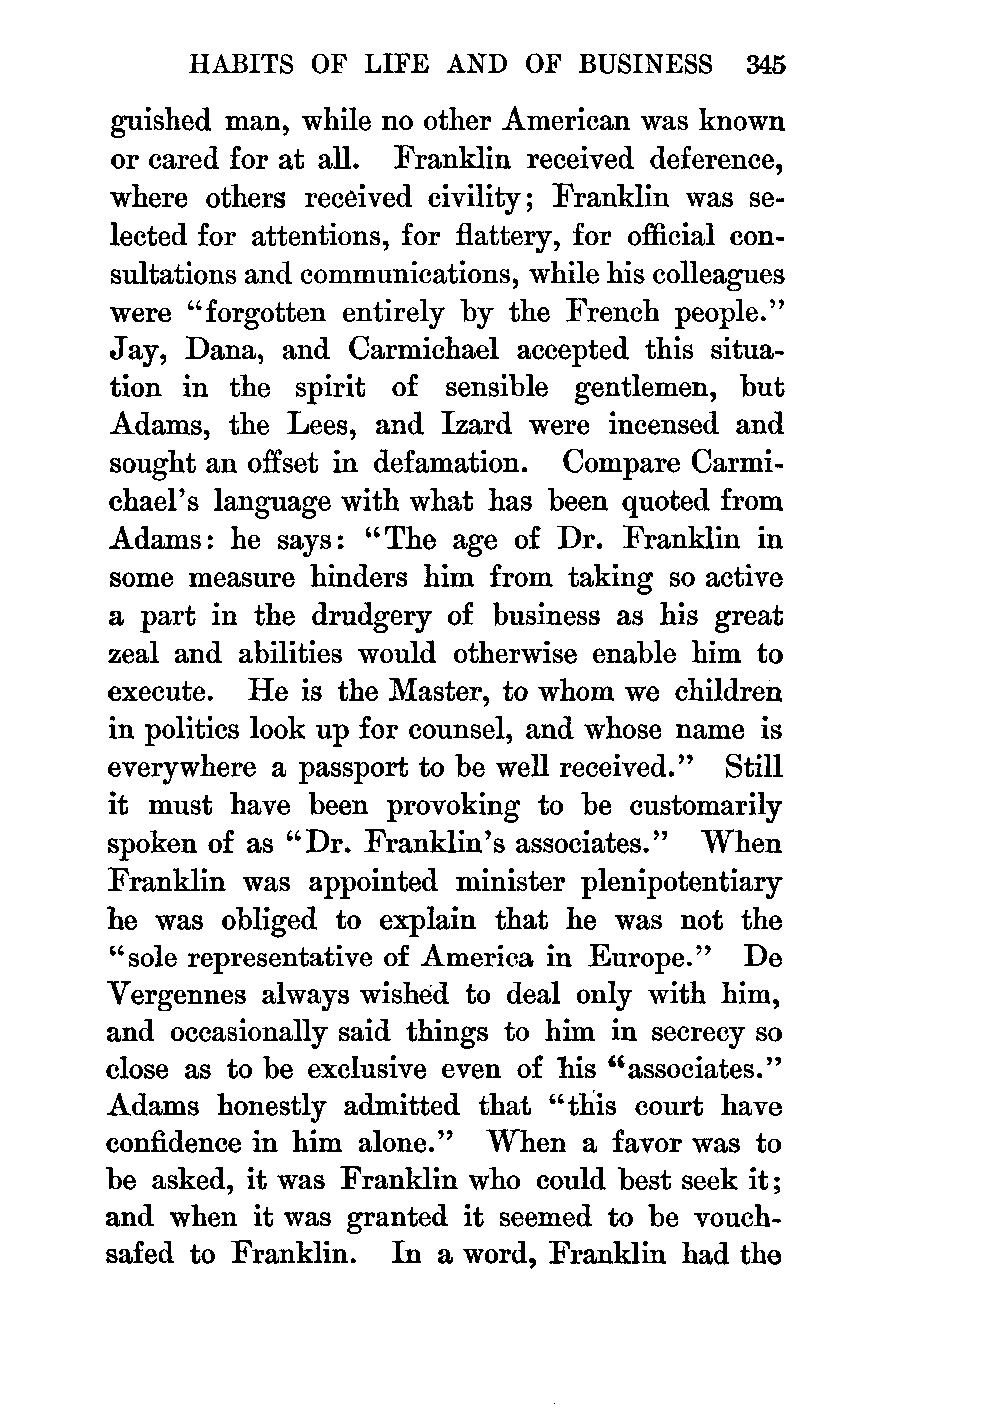 HABITS OF LIFE AND OF BUSINESS 345
guished man, while no other American was known
or cared for at all. Franklin received deference,
where others received civility; Franklin was se-
lected for attentions, for flattery, for official con-
sultations and communications, while his colleagues
were "forgotten entirely by the French people."
Jay, Dana, and Carmichael accepted this situa-
tion in the spirit of sensible gentlemen, but
Adams, the Lees, and Izard were incensed and
sought an offset in defamation. Compare Carmi-
chael's language with what has been quoted from
Adams: he says: "The age of Dr. Franklin in
some measure hinders him from taking so active
a part in the drudgery of business as his great
zeal and abilities would otherwise enable him to
execute. He is the Master, to whom we children
in politics look up for counsel, and whose name is
everywhere a passport to be well received." Still
it must have been provoking to be customarily
spoken of as "Dr. Franklin's associates." When
Franklin was appointed minister plenipotentiary
he was obliged to explain that he was not the
"sole representative of America in Europe." De
Vergennes always wished to deal only with him,
and occasionally said things to him in secrecy so
close as to be exclusive even of his "associates."
Adams honestly admitted that "this court have
confidence in him alone." When a favor was to
be asked, it was Franklin who could best seek it;
and when it was granted it seemed to be vouch-
safed to Franklin. In a word, Franklin had the